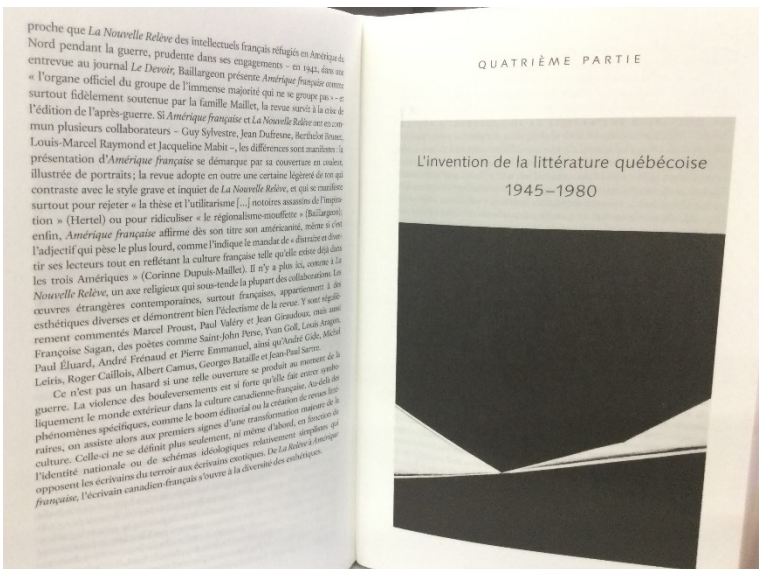 proche que La Nouvelle Relève des intellectuels français réfugiés en Amérique du
Nord pendant la guerre, prudente dans ses engagements – en 1942, dans une
entrevue au journal Le Devoir, Baillargeon présente Amérique française comme
« l'organe officiel du groupe de l'immense majorité qui ne se groupe pas » – et
surtout fidèlement soutenue par la famille Maillet, la revue survit à la crise de
l'édition de l'après-guerre. Si Amérique française et La Nouvelle Relève ont en com-
mun plusieurs collaborateurs – Guy Sylvestre, Jean Dufresne, Berthelot Brunet,
Louis-Marcel Raymond et Jacqueline Mabit –, les différences sont manifestes : la
présentation d'Amérique française se démarque par sa couverture en couleur,
illustrée de portraits; la revue adopte en outre une certaine légèreté de ton qui
contraste avec le style grave et inquiet de La Nouvelle Relève, et qui se manifeste
surtout pour rejeter « la thèse et l'utilitarisme [...] notoires assassins de l'inspira-
tion » (Hertel) ou pour ridiculiser « le régionalisme-mouffette » (Baillargeon);
enfin, Amérique française affirme dès son titre son américanité, même si c'est
l'adjectif qui pèse le plus lourd, comme l'indique le mandat de « distraire et diver-
tir ses lecteurs tout en reflétant la culture française telle qu'elle existe déjà dans
les trois Amériques » (Corinne Dupuis-Maillet). Il n'y a plus ici, comme à La
Nouvelle Relève, un axe religieux qui sous-tende la plupart des collaborations. Les
œuvres étrangères contemporaines, surtout françaises, appartiennent à des
esthétiques diverses et démontrent bien l'éclectisme de la revue. Y sont réguliè-
rement commentés Marcel Proust, Paul Valéry et Jean Giraudoux, mais aussi
Françoise Sagan, des poètes comme Saint-John Perse, Yvan Goll, Louis Aragon,
Paul Éluard, André Frénaud et Pierre Emmanuel, ainsi qu'André Gide, Michel
Leiris, Roger Caillois, Albert Camus, Georges Bataille et Jean-Paul Sartre.
Ce n'est pas un hasard si une telle ouverture se produit au moment de la
guerre. La violence des bouleversements est si forte qu'elle fait entrer symbo-
liquement le monde extérieur dans la culture canadienne-française. Au-delà des
phénomènes spécifiques, comme le boom éditorial ou la création de revues litté-
raires, on assiste alors aux premiers signes d'une transformation majeure de la
culture. Celle-ci ne se définit plus seulement, ni même d'abord, en fonction de
l'identité nationale ou de schémas idéologiques relativement simplistes qui
opposent les écrivains du terroir aux écrivains exotiques. De La Relève à Amérique
française, l'écrivain canadien-français s'ouvre à la diversité des esthétiques.
QUATRIÈME PARTIE
L'invention de la littérature québécoise
1945–1980